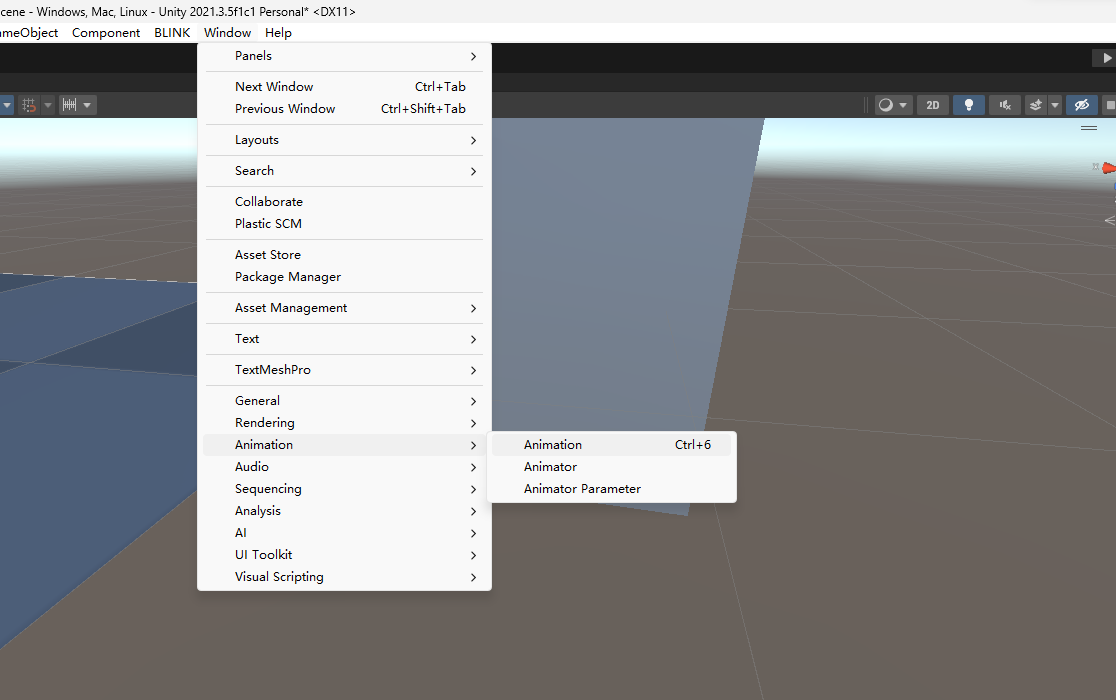 cene - Windows, Mac, Linux - Unity 2021.3.5f1c1 Personal* <DX11>
ameObject Component BLINK Window Help
Panels
Next Window Ctrl+Tab
Previous Window Ctrl+Shift+Tab
2D
Layouts
Search
Collaborate
Plastic SCM
Asset Store
Package Manager
Asset Management
Text
TextMeshPro
General
Rendering
Animation
Animation Ctrl+6
Audio
Animator
Sequencing
Animator Parameter
Analysis
AI
UI Toolkit
Visual Scripting